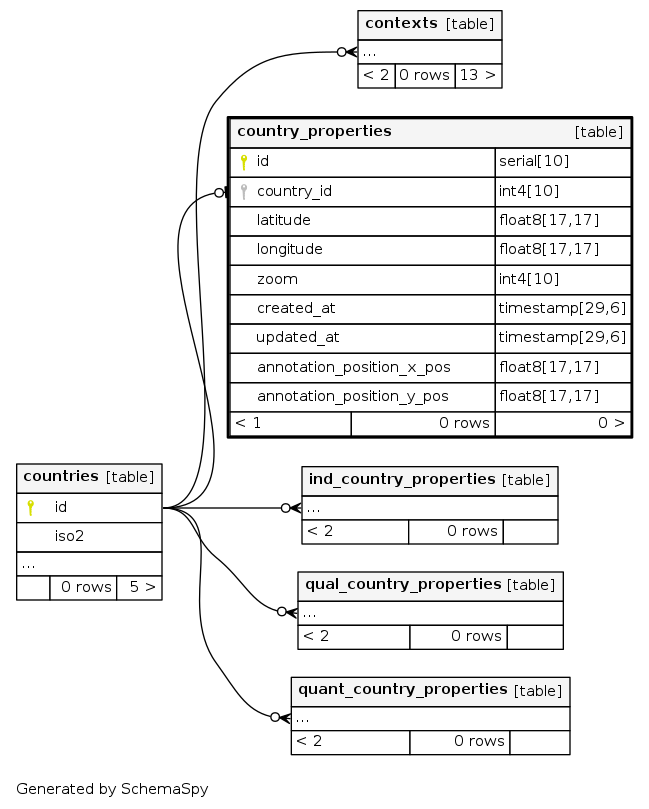 contexts [table]
...
< 2 0 rows 13 >
country_properties [table]
id serial[10]
country_id int4[10]
latitude float8[17,17]
longitude float8[17,17]
zoom int4[10]
created_at timestamp[29,6]
updated_at timestamp[29,6]
annotation_position_x_pos float8[17,17]
annotation_position_y_pos float8[17,17]
< 1 0 rows 0 >
countries [table]
id
iso2
...
0 rows 5 >
ind_country_properties [table]
...
< 2 0 rows
qual_country_properties [table]
...
< 2 0 rows
quant_country_properties [table]
...
< 2 0 rows
Generated by SchemaSpy